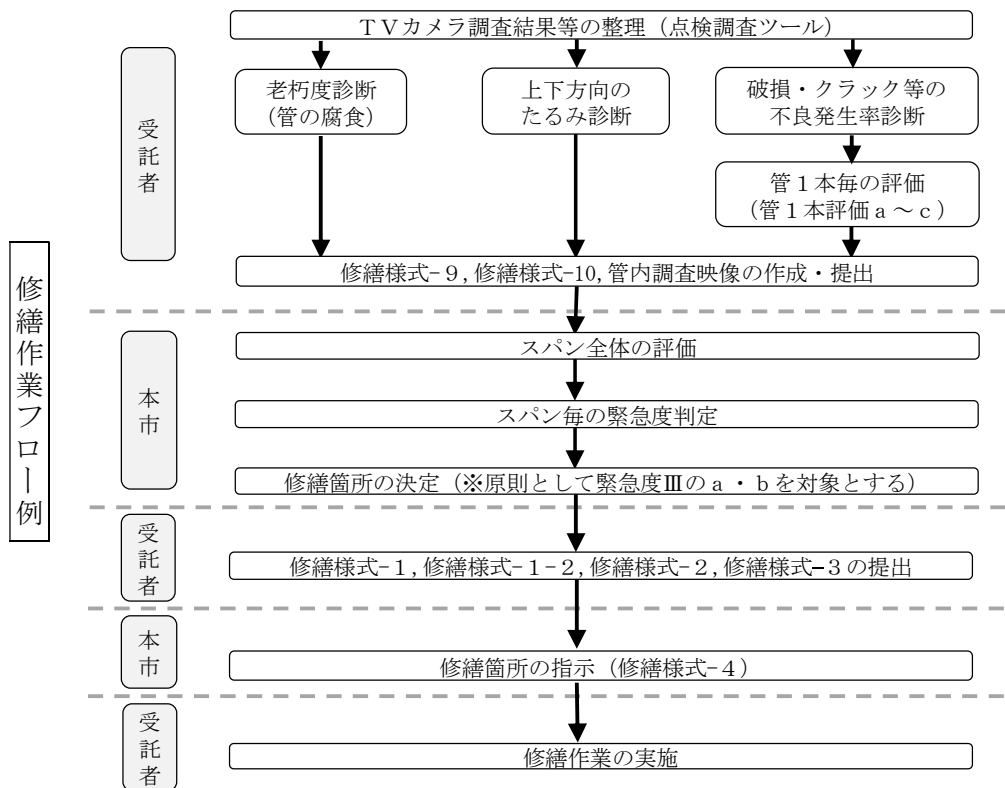 修繕作業フロー例
受託者
ＴＶカメラ調査結果等の整理（点検調査ツール）
老朽度診断
（管の腐食）
上下方向の
たるみ診断
破損・クラック等の
不良発生率診断
管１本毎の評価
（管１本評価ａ～ｃ）
修繕様式-９,修繕様式-10,管内調査映像の作成・提出
本市
スパン全体の評価
スパン毎の緊急度判定
修繕箇所の決定（※原則として緊急度Ⅲのａ・ｂを対象とする）
受託者
修繕様式-１,修繕様式-１-２,修繕様式-２,修繕様式-３の提出
本市
修繕箇所の指示（修繕様式-４）
受託者
修繕作業の実施